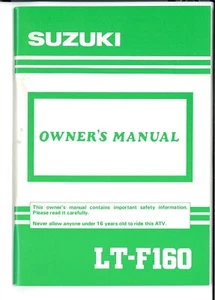 SUZUKI
OWNER'S MANUAL
This owner's manual contains important safety information.
Please read it carefully.
Never allow anyone under 16 years old to ride this ATV.
LT-F160